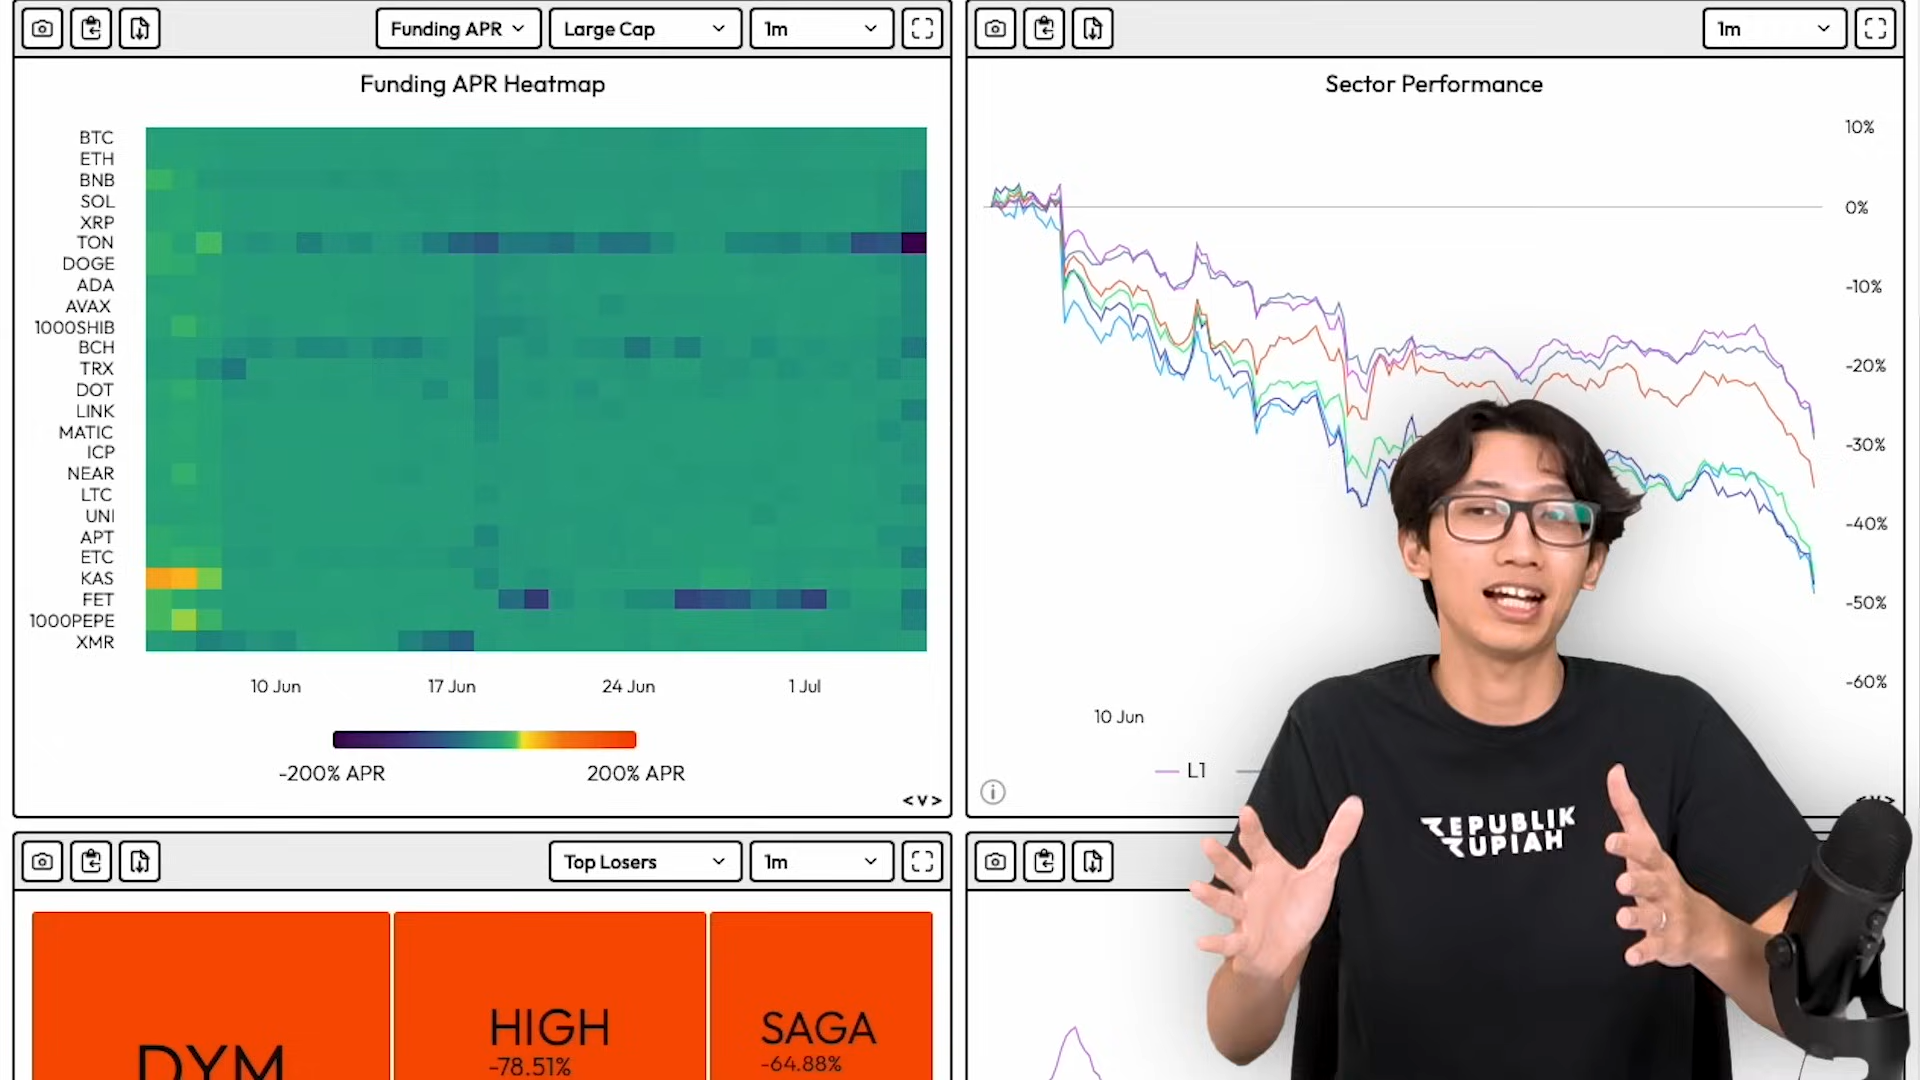 Funding APR
Large Cap
1m
Funding APR Heatmap
BTC
ETH
BNB
SOL
XRP
TON
DOGE
ADA
AVAX
1000SHIB
BCH
TRX
DOT
LINK
MATIC
ICP
NEAR
LTC
UNI
APT
ETC
KAS
FET
1000PEPE
XMR
10 Jun
17 Jun
24 Jun
1 Jul
-200% APR
200% APR
<V>
1m
Sector Performance
10%
0%
-10%
-20%
-30%
-40%
-50%
-60%
10 Jun
L1
i
Top Losers
1m
DYM
HIGH
-78.51%
SAGA
-64.88%
REPUBLIK
RUPIAH